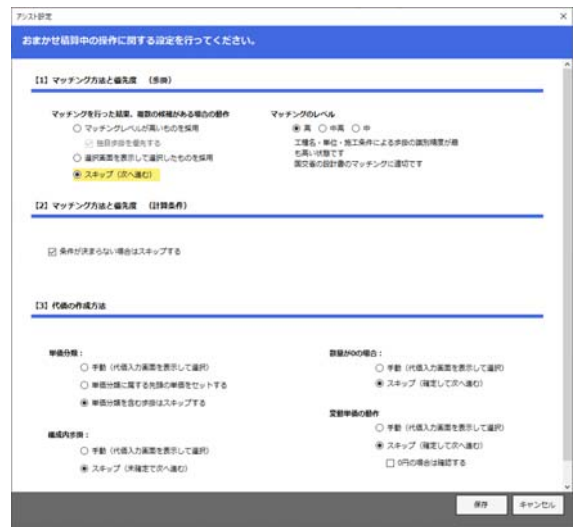 アシスト設定
おまかせ積算中の操作に関する設定を行ってください。
【1】マッチング方法と優先度 (歩掛)
マッチングを行った結果、複数の候補がある場合の動作
マッチングレベルが高いものを採用
独自歩掛を優先する
選択画面を表示して選択したものを採用
スキップ (次へ進む)
マッチングのレベル
高 中高 中
工種名・単位・施工条件による歩掛の識別精度が最
も高い状態です
国交省の設計書のマッチングに適切です
【2】マッチング方法と優先度 (計算条件)
条件が決まらない場合はスキップする
【3】代価の作成方法
単価分類:
手動 (代価入力画面を表示して選択)
単価分類に属する先頭の単価をセットする
単価分類を含む歩掛はスキップする
構成内歩掛:
手動 (代価入力画面を表示して選択)
スキップ (未確定で次へ進む)
数量が0の場合:
手動 (代価入力画面を表示して選択)
スキップ (確定して次へ進む)
変動単価の動作
手動 (代価入力画面を表示して選択)
スキップ (確定して次へ進む)
0円の場合は確認する
保存 キャンセル